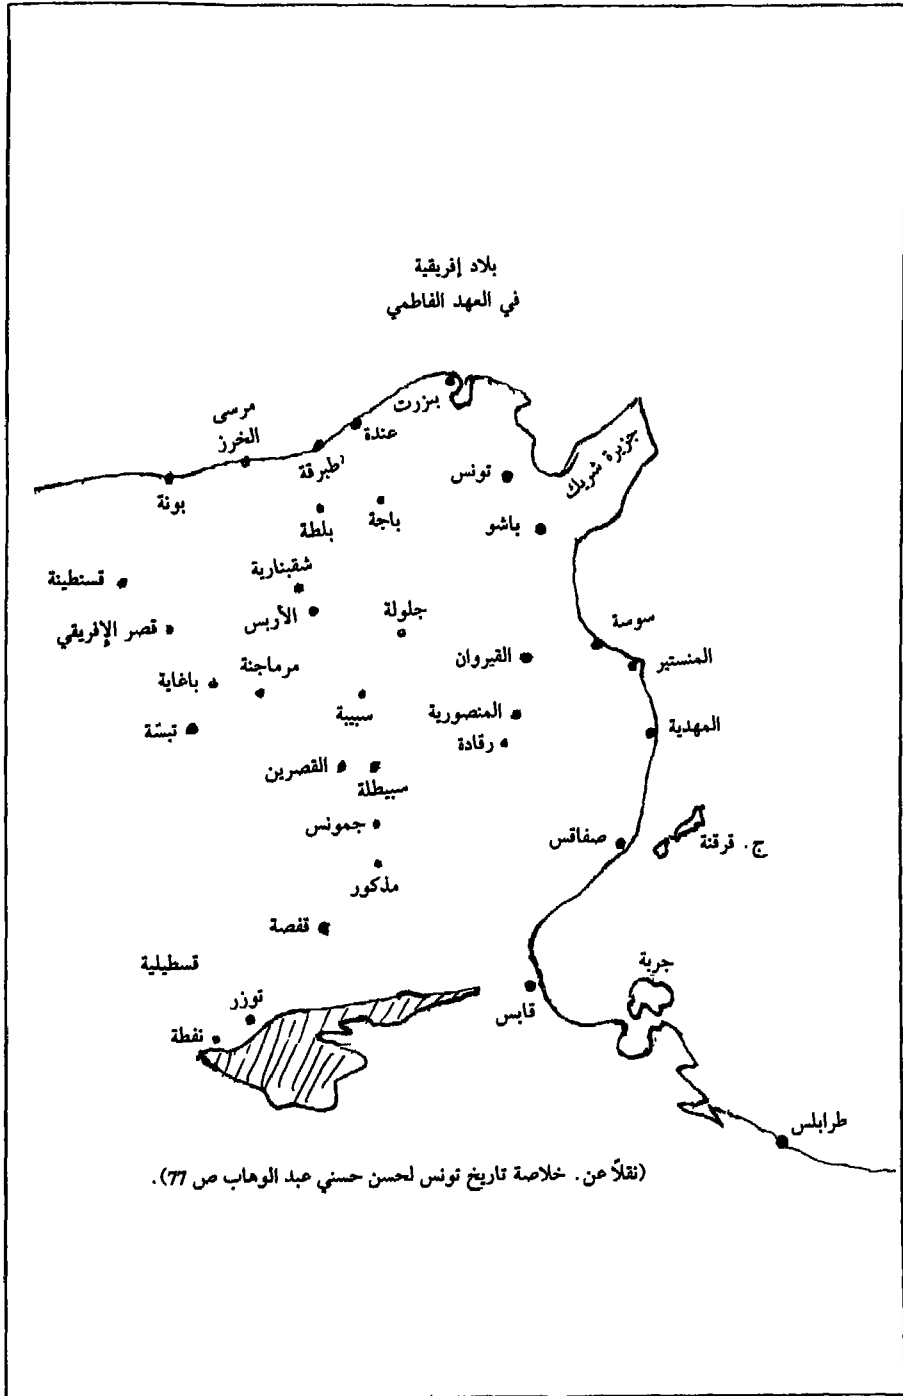 بلاد إفريقية
في العهد الفاطمي
بنزرت
عندة
طبرقة
مرسى
الخرز
بونة
جزيرة شريك
تونس
باجة
بلطة
باشو
شقبنارية
قسنطينة
الأربس
جلولة
قصر الإفريقي
سوسة
المنستير
القيروان
مرماجنة
باغاية
سبيبة
المنصورية
المهدية
تبسّة
رقادة
القصرين
سبيطلة
جمونس
صفاقس
ج. قرقنة
مذكور
قفصة
قسطيلية
جربة
توزر
قابس
نفطة
طرابلس
(نقلاً عن. خلاصة تاريخ تونس لحسن حسني عبد الوهاب ص 77).